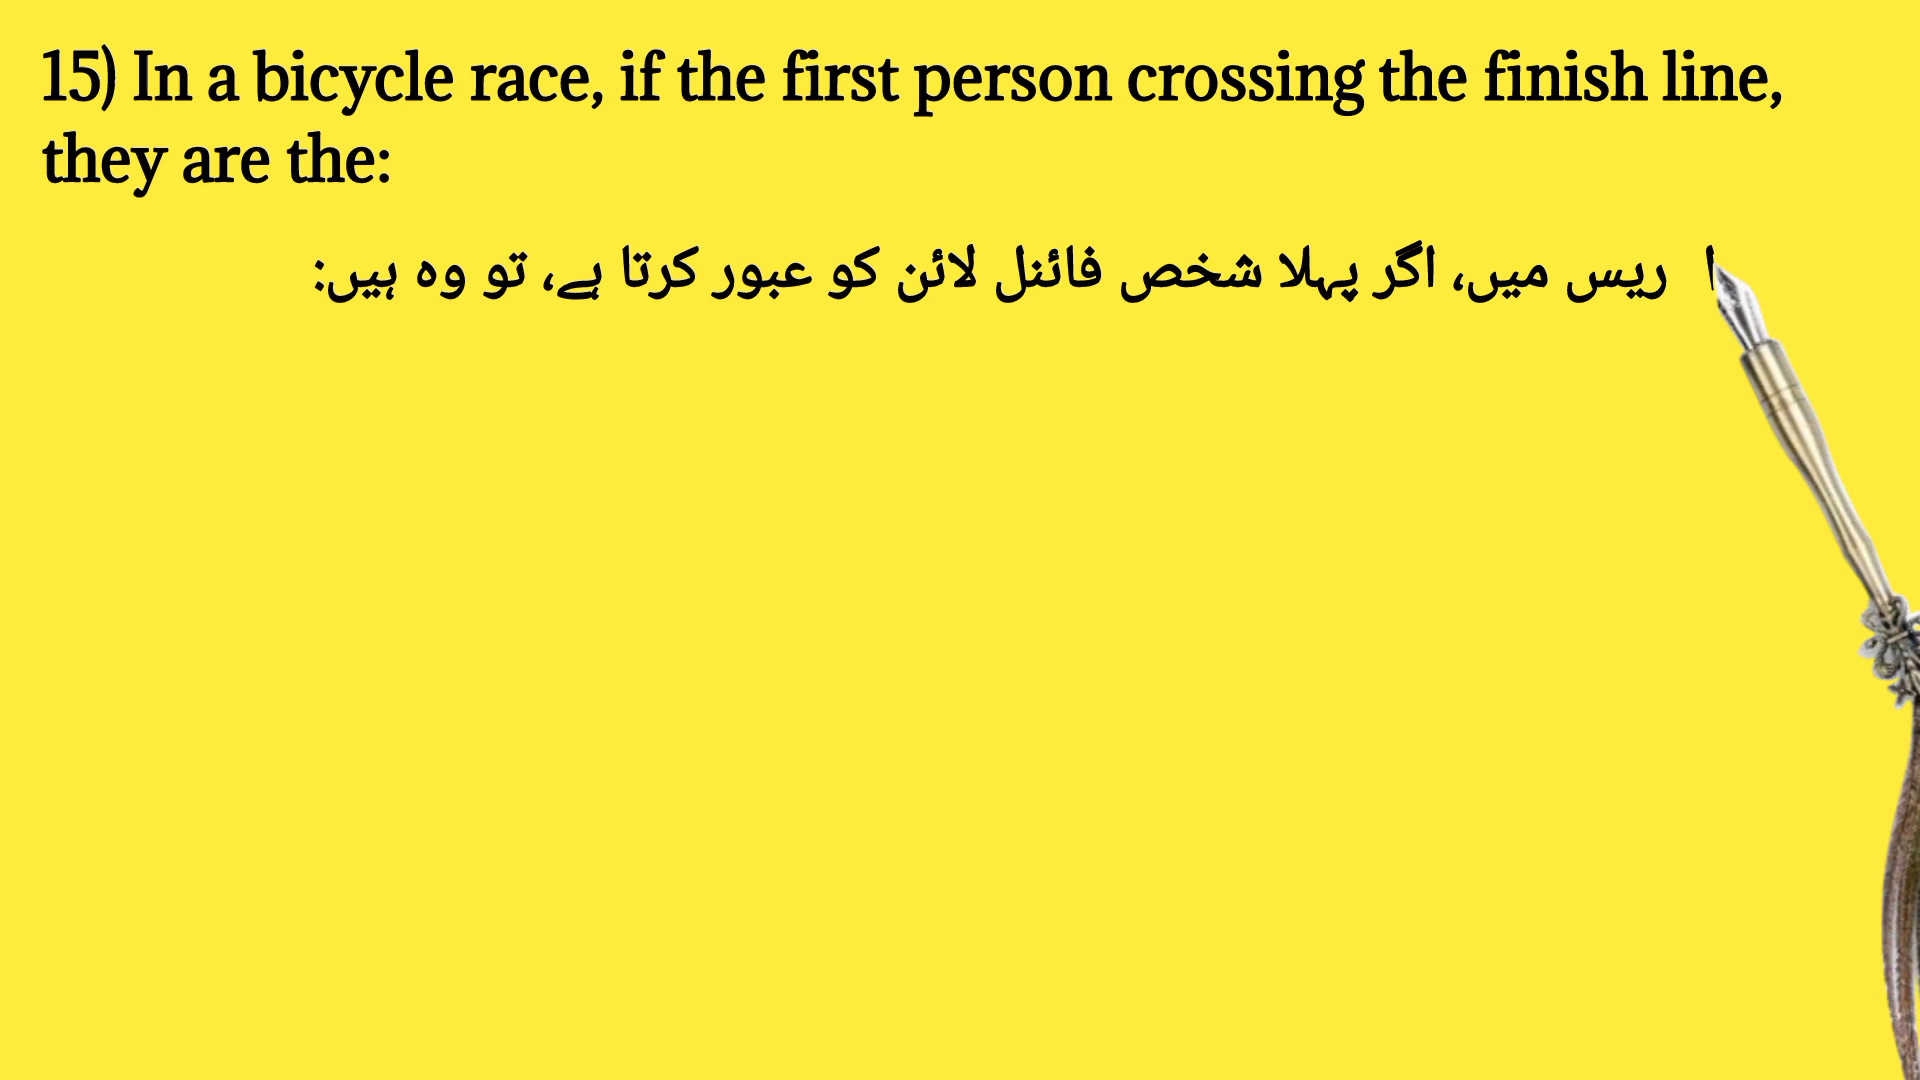 15) In a bicycle race, if the first person crossing the finish line,
they are the:
ریس میں، اگر پہلا شخص فائنل لائن کو عبور کرتا ہے، تو وہ ہیں: